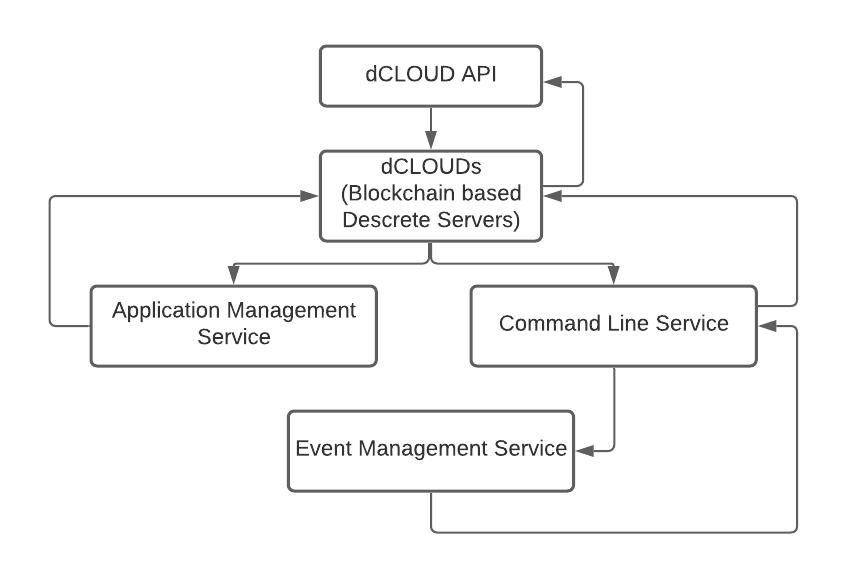 dCLOUD API
dCLOUDs
(Blockchain based
Descrete Servers)
Application Management
Service
Command Line Service
Event Management Service